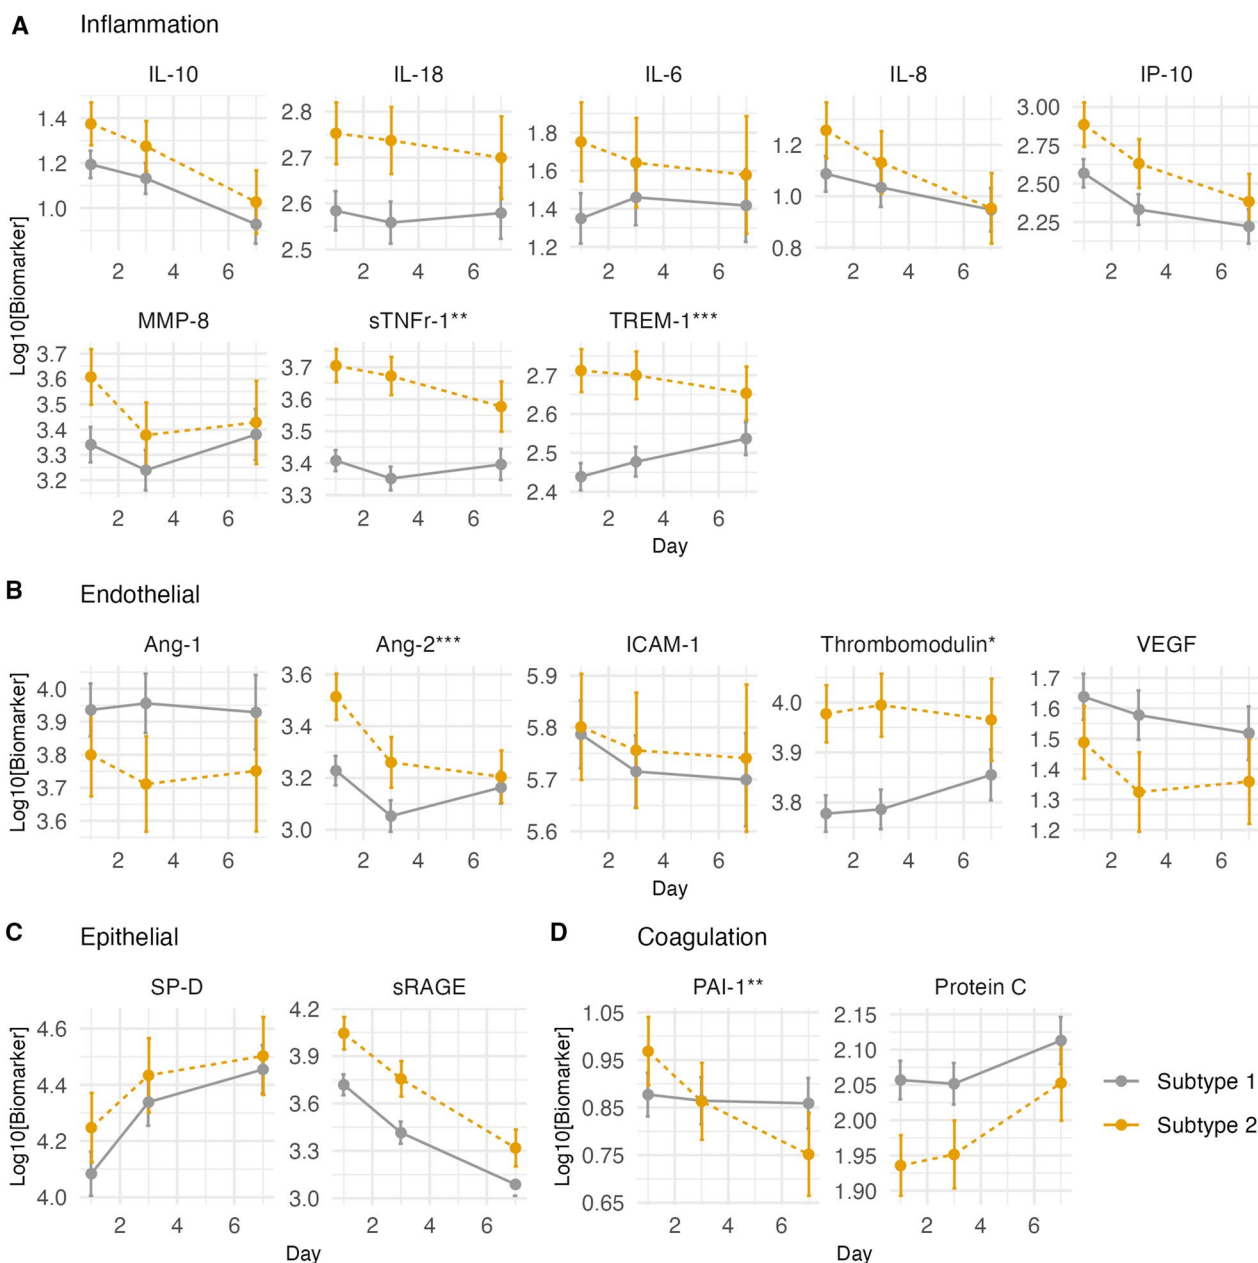 A Inflammation
IL-10 IL-18 IL-6 IL-8 IP-10
Log10[Biomarker]
1.4
1.2
1.0
2 4 6
2.8
2.7
2.6
2.5
2 4 6
1.8
1.6
1.4
1.2
2 4 6
1.2
1.0
0.8
2 4 6
3.00
2.75
2.50
2.25
2 4 6
MMP-8 sTNFr-1** TREM-1***
3.7
3.6
3.5
3.4
3.3
3.2
2 4 6
3.7
3.6
3.5
3.4
3.3
2 4 6
2.7
2.6
2.5
2.4
2 4 6
Day
B Endothelial
Ang-1 Ang-2*** ICAM-1 Thrombomodulin* VEGF
Log10[Biomarker]
4.0
3.9
3.8
3.7
3.6
2 4 6
3.6
3.4
3.2
3.0
2 4 6
5.9
5.8
5.7
5.6
2 4 6
4.0
3.9
3.8
2 4 6
1.7
1.6
1.5
1.4
1.3
1.2
2 4 6
Day
C Epithelial
SP-D sRAGE
Log10[Biomarker]
4.6
4.4
4.2
4.0
2 4 6
4.2
3.9
3.6
3.3
3.0
2 4 6
Day
D Coagulation
PAI-1** Protein C
Log10[Biomarker]
1.05
0.95
0.85
0.75
0.65
2 4 6
2.15
2.10
2.05
2.00
1.95
1.90
2 4 6
Day
Subtype 1
Subtype 2